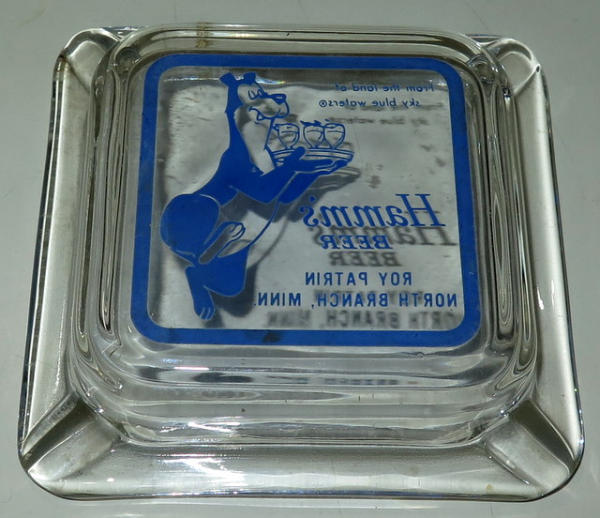 From the land of
sky blue waters®
Hamm's
BEER
ROY PATRIN
NORTH BRANCH, MINN.